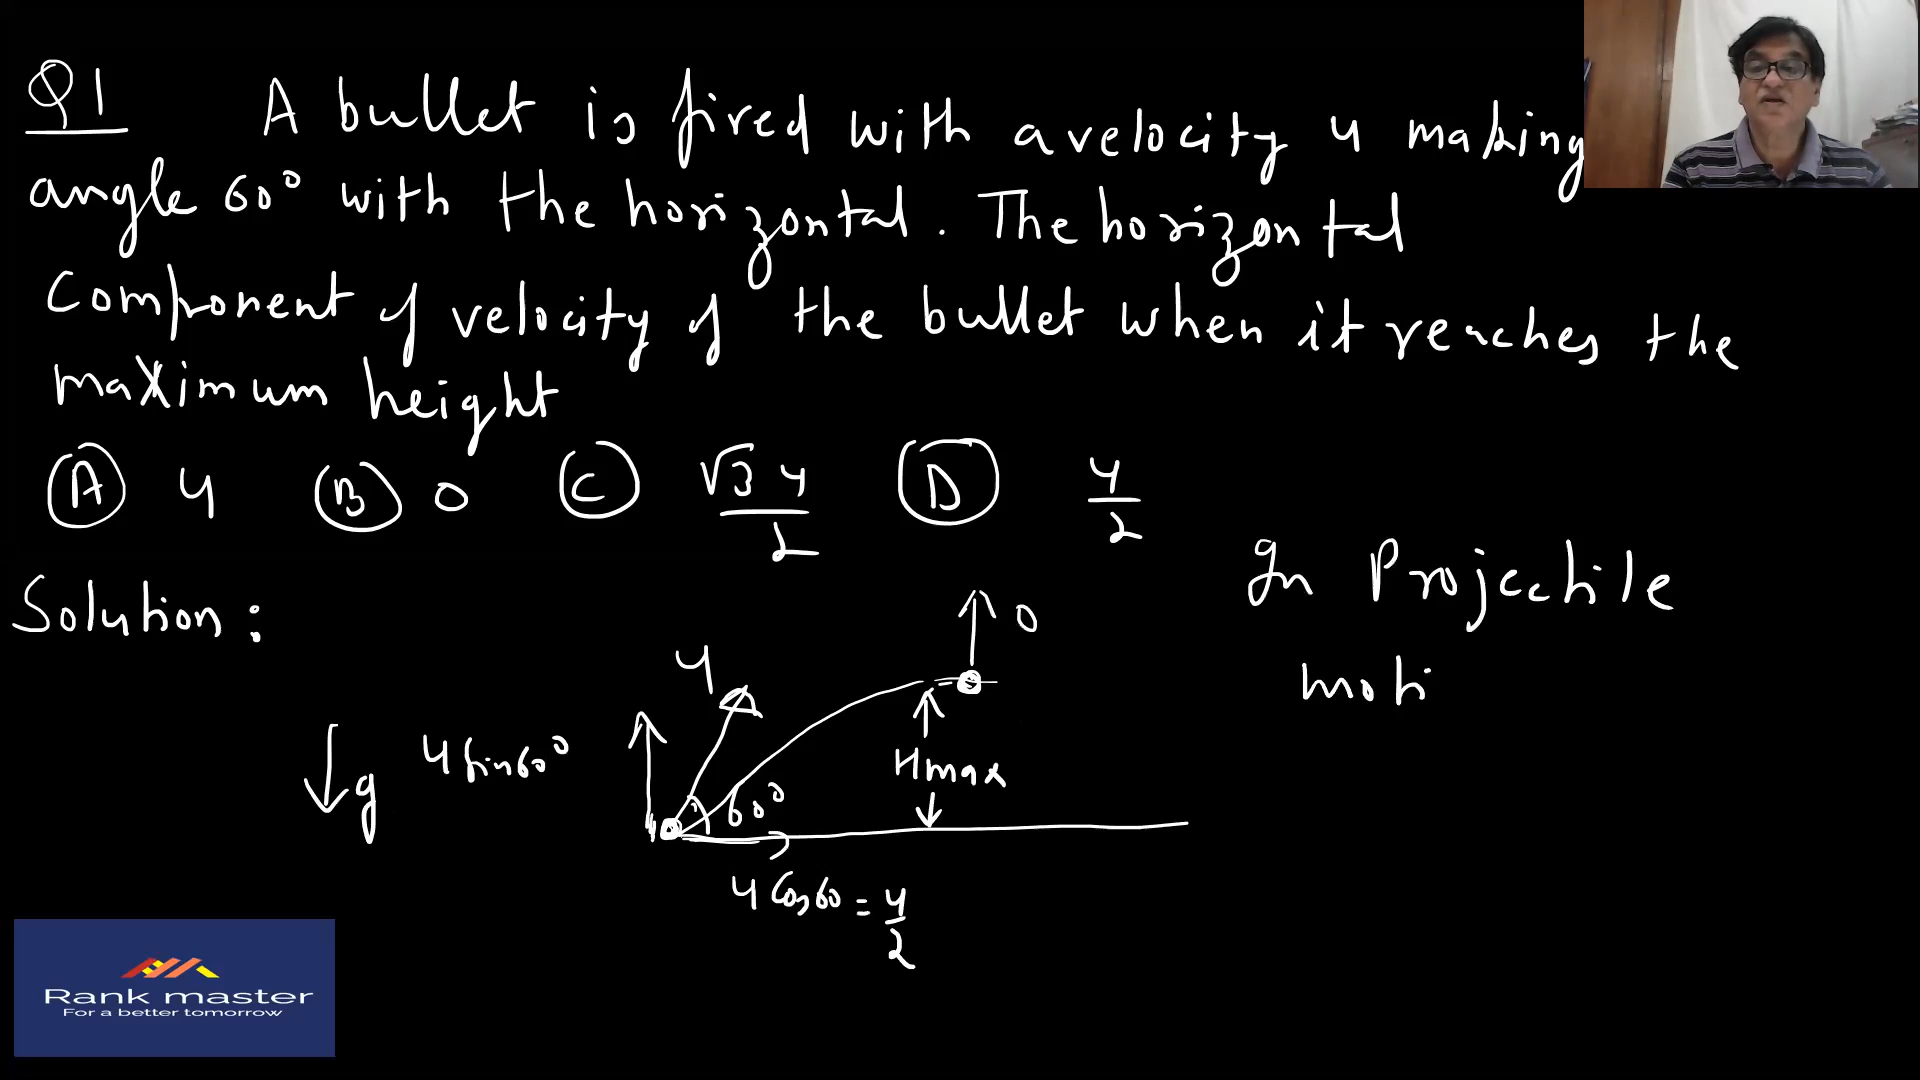 Q1 A bullet is fired with a velocity u making
angle 60° with the horizontal. The horizontal
Component of velocity of the bullet when it reaches the
maximum height
(A) u (B) 0 (C) √3 u / 2 (D) u / 2
Solution :
In Projectile
moti
0
u
u sin60°
g
60°
Hmax
u Cos60 = u / 2
Rank master
For a better tomorrow